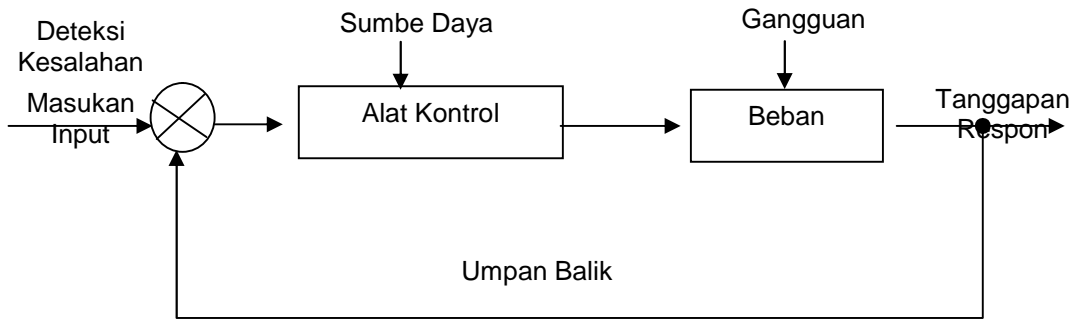 Deteksi
Kesalahan
Masukan
Input
Sumbe Daya
Alat Kontrol
Gangguan
Beban
Tanggapan
Respon
Umpan Balik